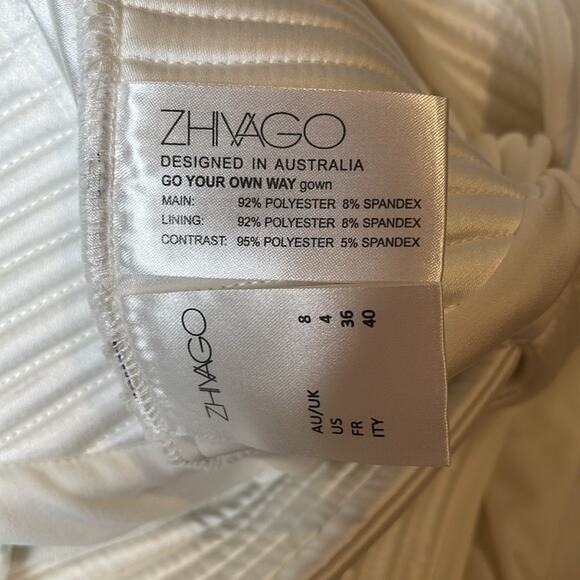 ZHIVAGO
DESIGNED IN AUSTRALIA
GO YOUR OWN WAY gown
MAIN: 92% POLYESTER 8% SPANDEX
LINING: 92% POLYESTER 8% SPANDEX
CONTRAST: 95% POLYESTER 5% SPANDEX
ZHIVAGO
AU/UK 8
US 4
FR 36
ITY 40